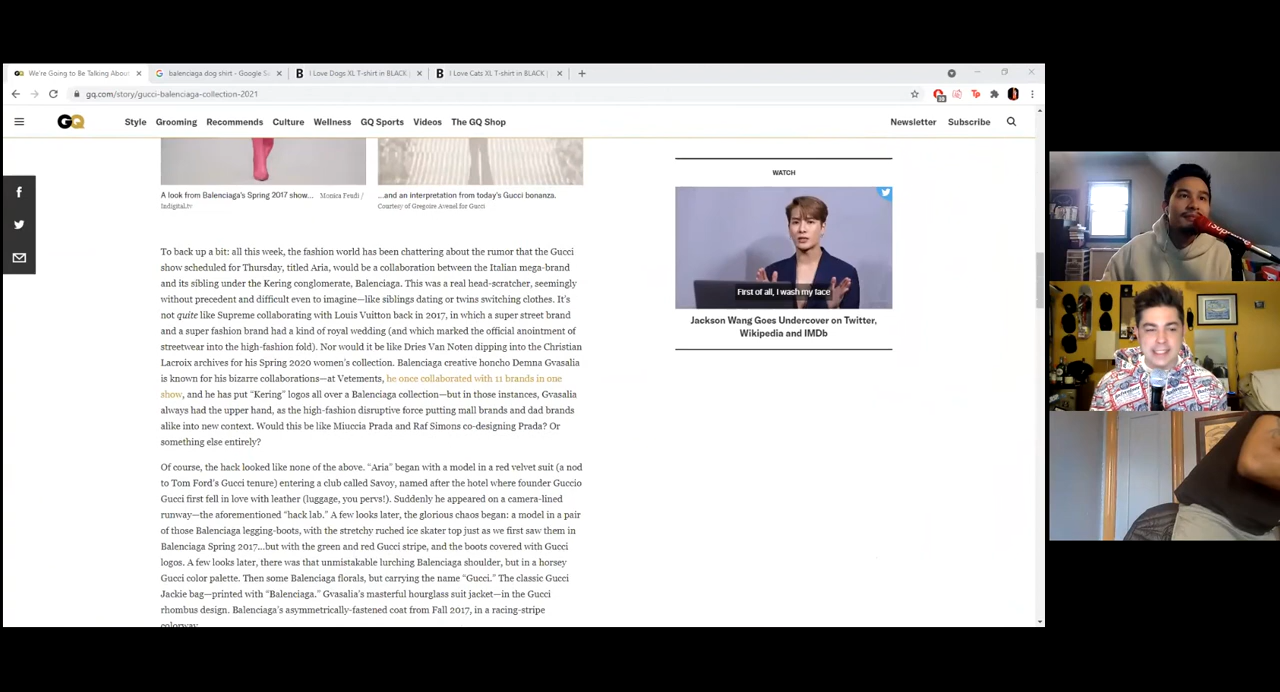 We're Going to Be Talking About
balenciaga dog shirt - Google Se
I Love Dogs XL T-shirt in BLACK |
I Love Cats XL T-shirt in BLACK |
gq.com/story/gucci-balenciaga-collection-2021
GQ
Style Grooming Recommends Culture Wellness GQ Sports Videos The GQ Shop
Newsletter Subscribe
A look from Balenciaga's Spring 2017 show... Monica Feudi /
Indigital.tv
...and an interpretation from today's Gucci bonanza.
Courtesy of Gregoire Avenel for Gucci
To back up a bit: all this week, the fashion world has been chattering about the rumor that the Gucci
show scheduled for Thursday, titled Aria, would be a collaboration between the Italian mega-brand
and its sibling under the Kering conglomerate, Balenciaga. This was a real head-scratcher, seemingly
without precedent and difficult even to imagine—like siblings dating or twins switching clothes. It's
not quite like Supreme collaborating with Louis Vuitton back in 2017, in which a super street brand
and a super fashion brand had a kind of royal wedding (and which marked the official anointment of
streetwear into the high-fashion fold). Nor would it be like Dries Van Noten dipping into the Christian
Lacroix archives for his Spring 2020 women's collection. Balenciaga creative honcho Demna Gvasalia
is known for his bizarre collaborations—at Vetements, he once collaborated with 11 brands in one
show, and he has put "Kering" logos all over a Balenciaga collection—but in those instances, Gvasalia
always had the upper hand, as the high-fashion disruptive force putting mall brands and dad brands
alike into new context. Would this be like Miuccia Prada and Raf Simons co-designing Prada? Or
something else entirely?
Of course, the hack looked like none of the above. "Aria" began with a model in a red velvet suit (a nod
to Tom Ford's Gucci tenure) entering a club called Savoy, named after the hotel where founder Guccio
Gucci first fell in love with leather (luggage, you pervs!). Suddenly he appeared on a camera-lined
runway—the aforementioned "hack lab." A few looks later, the glorious chaos began: a model in a pair
of those Balenciaga legging-boots, with the stretchy ruched ice skater top just as we first saw them in
Balenciaga Spring 2017...but with the green and red Gucci stripe, and the boots covered with Gucci
logos. A few looks later, there was that unmistakable lurching Balenciaga shoulder, but in a horsey
Gucci color palette. Then some Balenciaga florals, but carrying the name "Gucci." The classic Gucci
Jackie bag—printed with "Balenciaga." Gvasalia's masterful hourglass suit jacket—in the Gucci
rhombus design. Balenciaga's asymmetrically-fastened coat from Fall 2017, in a racing-stripe
colorway.
WATCH
First of all, I wash my face
Jackson Wang Goes Undercover on Twitter,
Wikipedia and IMDb
Supreme